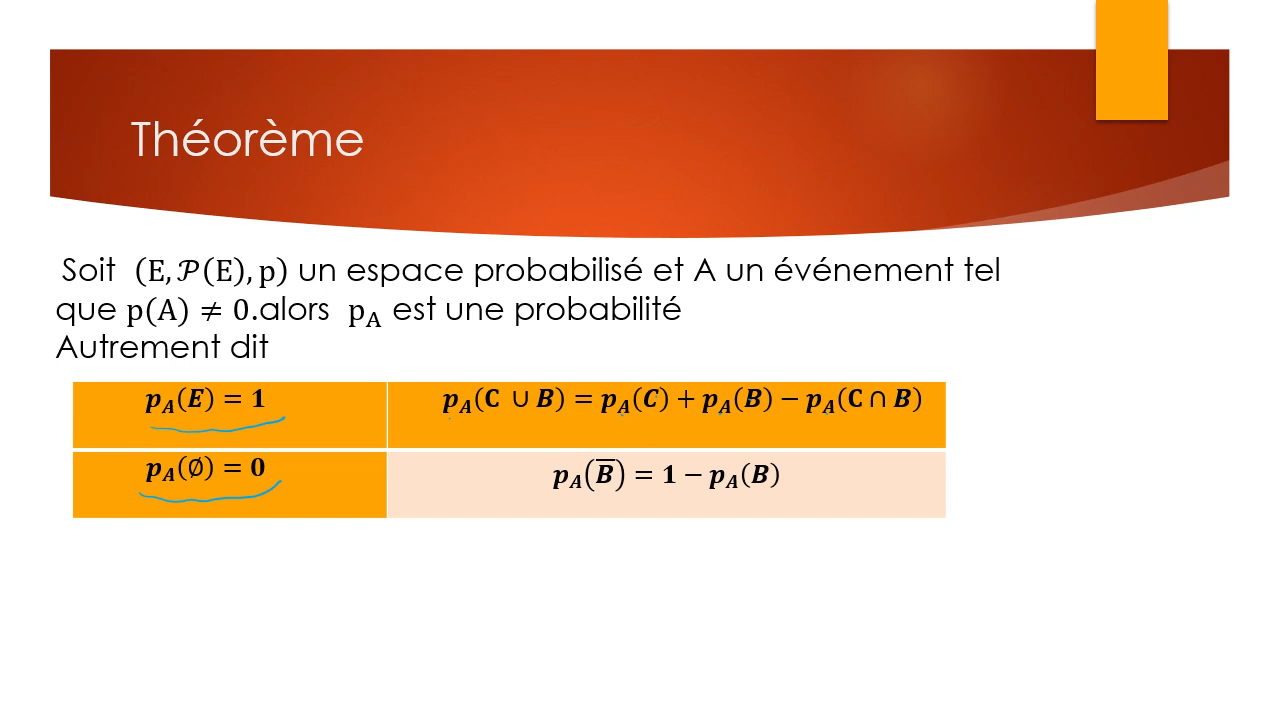 Théorème
Soit (E, 𝒫(E), p) un espace probabilisé et A un événement tel
que p(A) ≠ 0.alors p_A est une probabilité
Autrement dit
p_A(E) = 1
p_A(C ∪ B) = p_A(C) + p_A(B) − p_A(C ∩ B)
p_A(∅) = 0
p_A(B̅) = 1 − p_A(B)